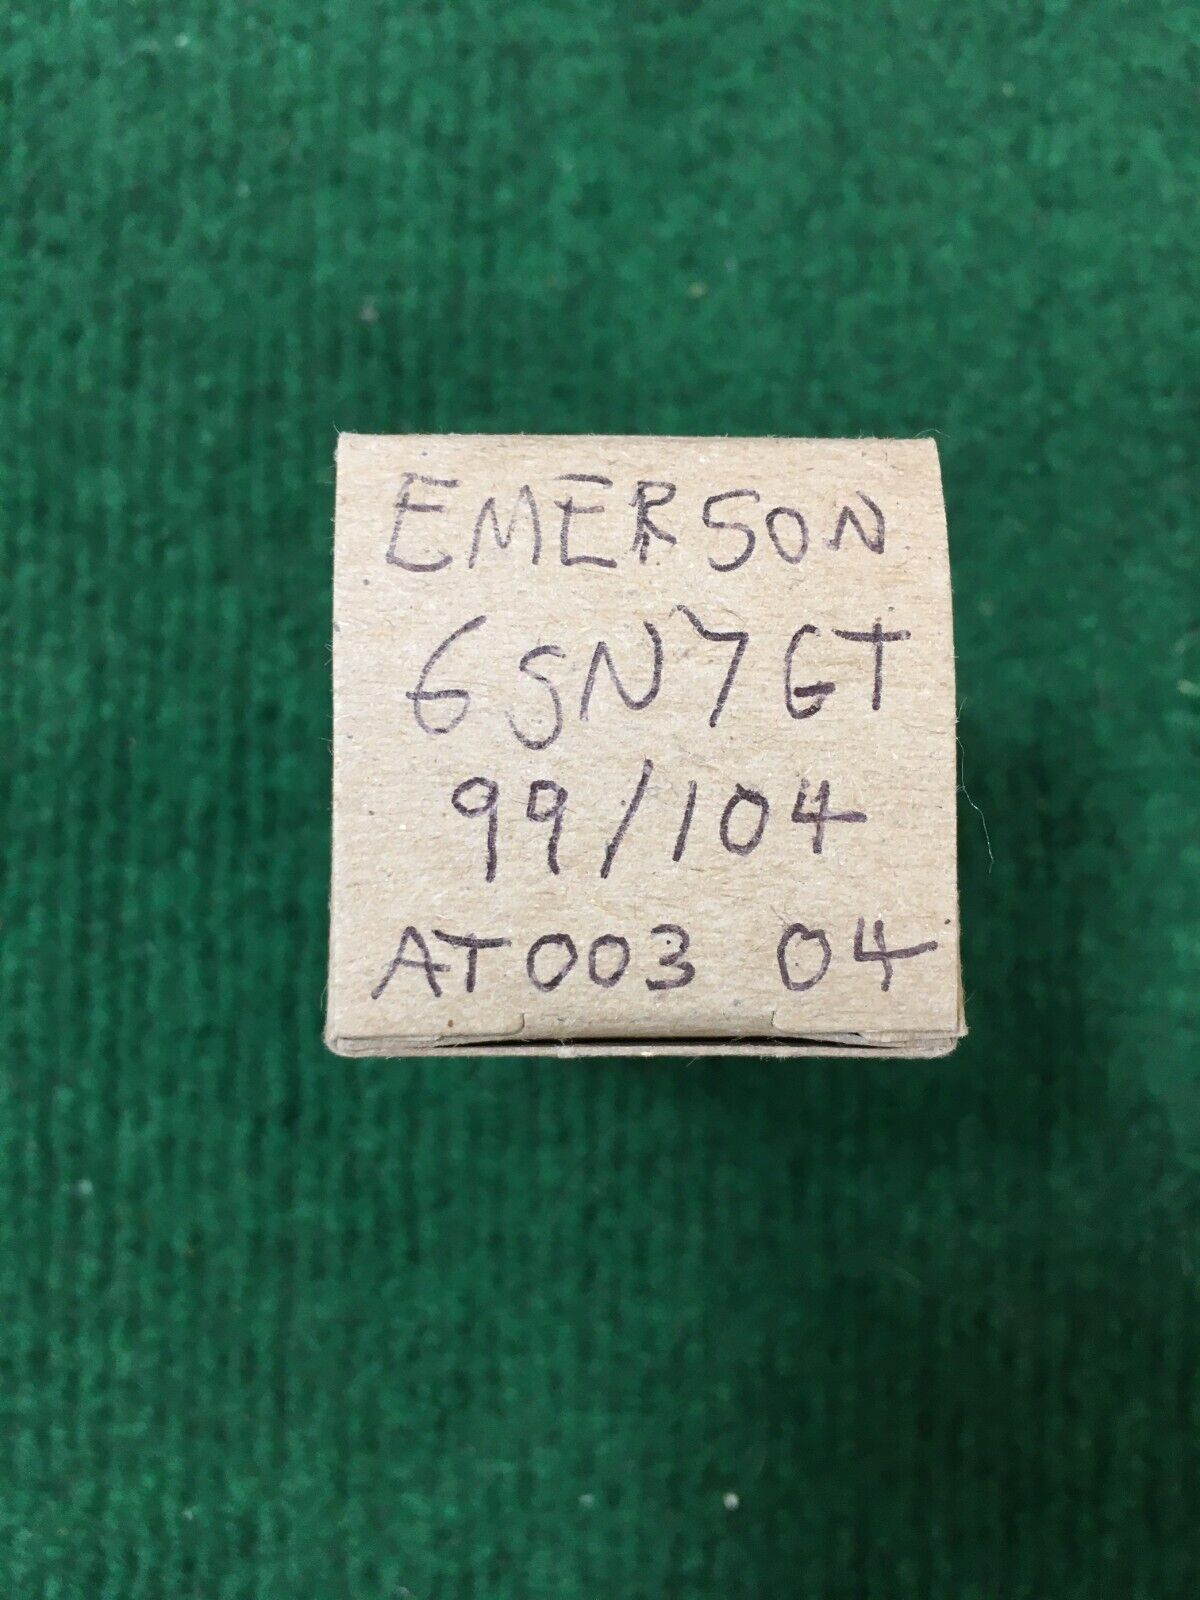 EMERSON
6SN7GT
99/104
AT003 04